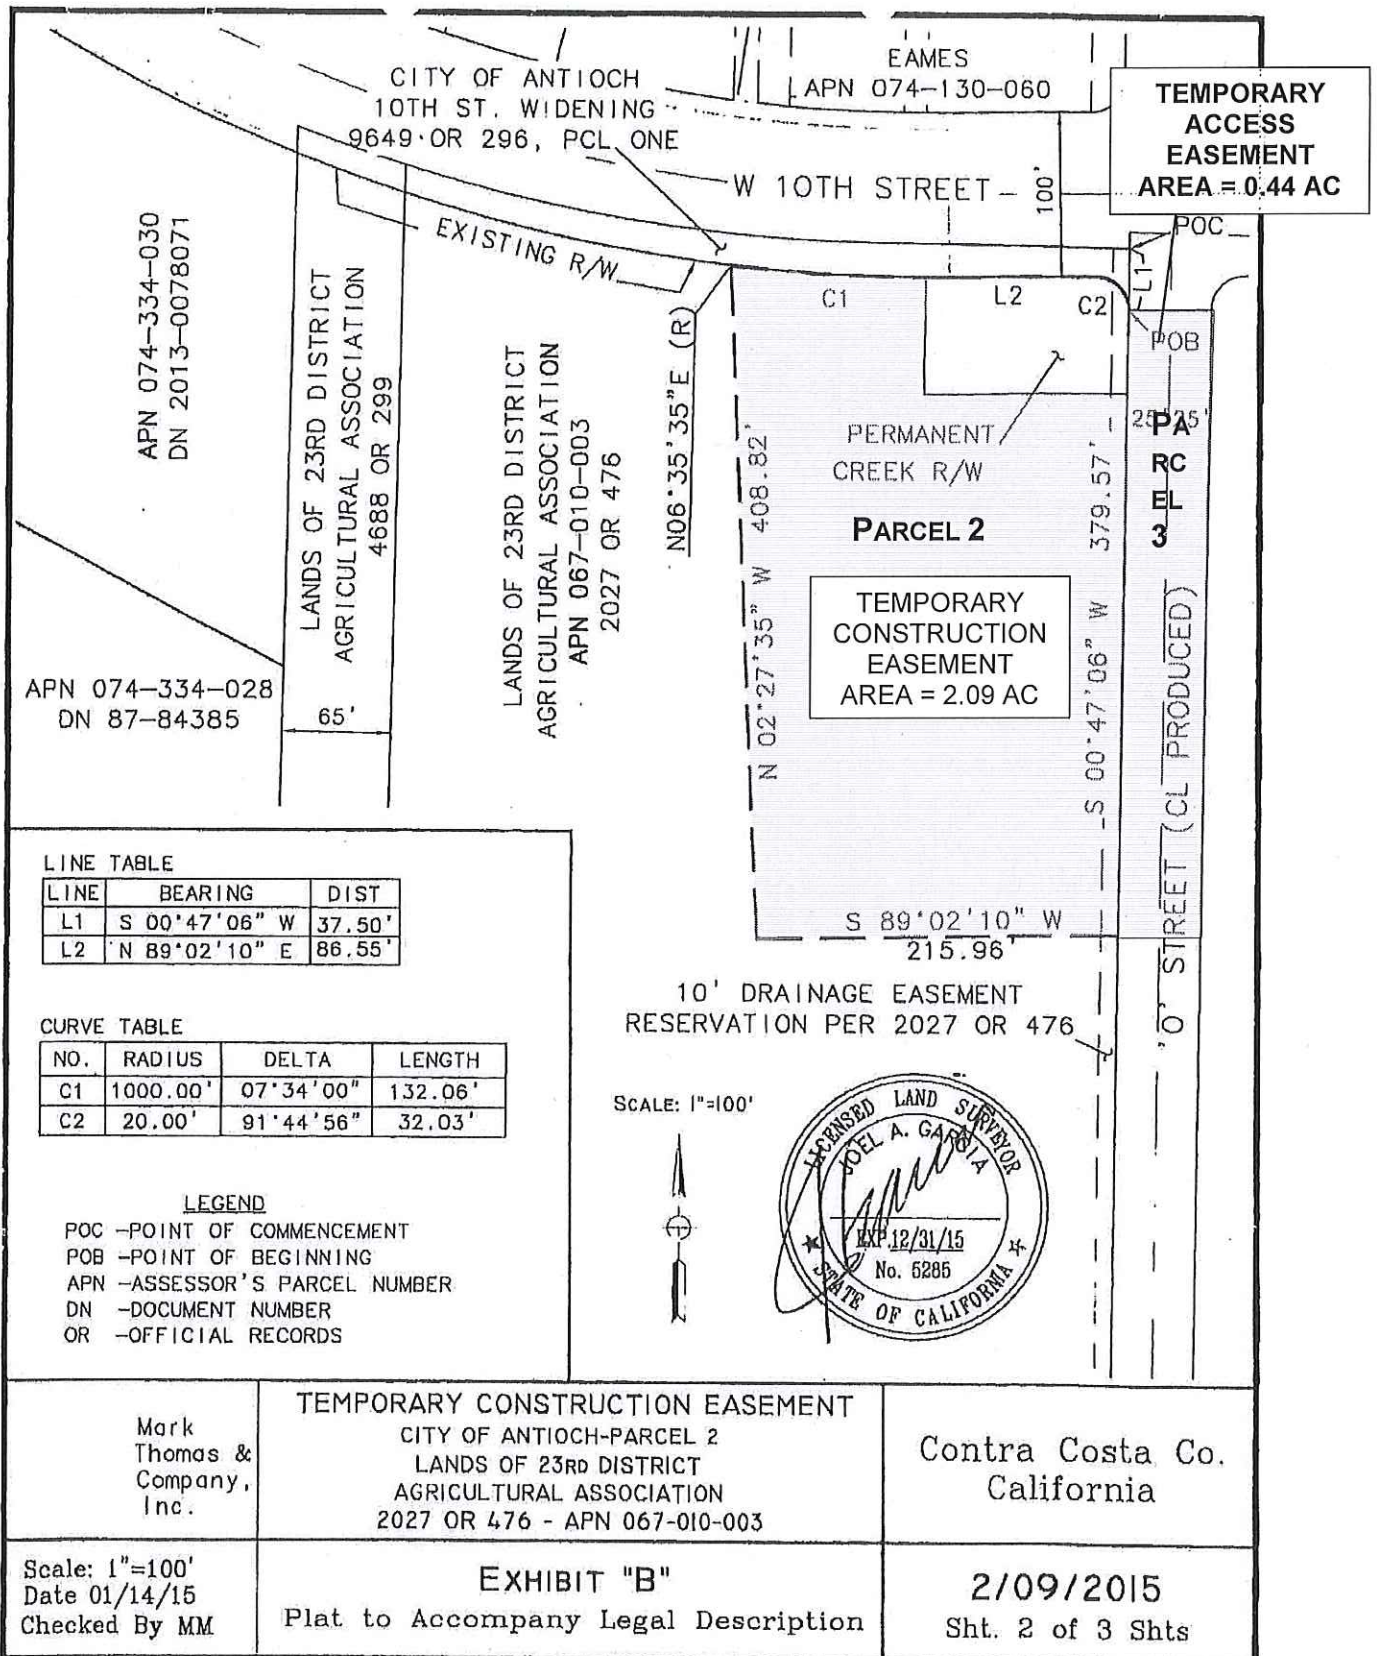 EAMES
APN 074-130-060
CITY OF ANTIOCH
10TH ST. WIDENING
9649 OR 296, PCL ONE
TEMPORARY
ACCESS
EASEMENT
AREA = 0.44 AC
W 10TH STREET
100'
POC
EXISTING R/W
L1
C1
L2
C2
POB
APN 074-334-030
DN 2013-0078071
LANDS OF 23RD DISTRICT
AGRICULTURAL ASSOCIATION
4688 OR 299
LANDS OF 23RD DISTRICT
AGRICULTURAL ASSOCIATION
APN 067-010-003
2027 OR 476
N06°35'35"E (R)
N 02°27'35" W 408.82'
PERMANENT
CREEK R/W
PARCEL 2
TEMPORARY
CONSTRUCTION
EASEMENT
AREA = 2.09 AC
S 00°47'06" W 379.57'
25' 25'
PA
RC
EL
3
'O' STREET (CL PRODUCED)
APN 074-334-028
DN 87-84385
65'
S 89°02'10" W
215.96'
10' DRAINAGE EASEMENT
RESERVATION PER 2027 OR 476
LINE TABLE
LINE BEARING DIST
L1 S 00°47'06" W 37.50'
L2 N 89°02'10" E 86.55'
CURVE TABLE
NO. RADIUS DELTA LENGTH
C1 1000.00' 07°34'00" 132.06'
C2 20.00' 91°44'56" 32.03'
LEGEND
POC -POINT OF COMMENCEMENT
POB -POINT OF BEGINNING
APN -ASSESSOR'S PARCEL NUMBER
DN -DOCUMENT NUMBER
OR -OFFICIAL RECORDS
SCALE: 1"=100'
LICENSED LAND SURVEYOR
JOEL A. GARCIA
EXP. 12/31/15
No. 5285
STATE OF CALIFORNIA
Mark
Thomas &
Company,
Inc.
TEMPORARY CONSTRUCTION EASEMENT
CITY OF ANTIOCH-PARCEL 2
LANDS OF 23RD DISTRICT
AGRICULTURAL ASSOCIATION
2027 OR 476 - APN 067-010-003
Contra Costa Co.
California
Scale: 1"=100'
Date 01/14/15
Checked By MM
EXHIBIT "B"
Plat to Accompany Legal Description
2/09/2015
Sht. 2 of 3 Shts